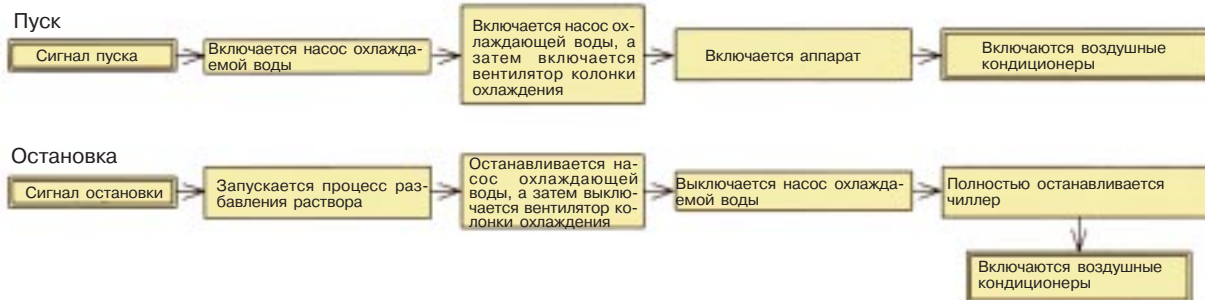 Пуск
Сигнал пуска
Включается насос охлажда-
емой воды
Включается насос ох-
лаждающей воды, а
затем включается
вентилятор колонки
охлаждения
Включается аппарат
Включаются воздушные
кондиционеры
Остановка
Сигнал остановки
Запускается процесс раз-
бавления раствора
Останавливается на-
сос охлаждающей
воды, а затем выклю-
чается вентилятор ко-
лонки охлаждения
Выключается насос охлажда-
емой воды
Полностью останавливается
чиллер
Включаются воздушные
кондиционеры